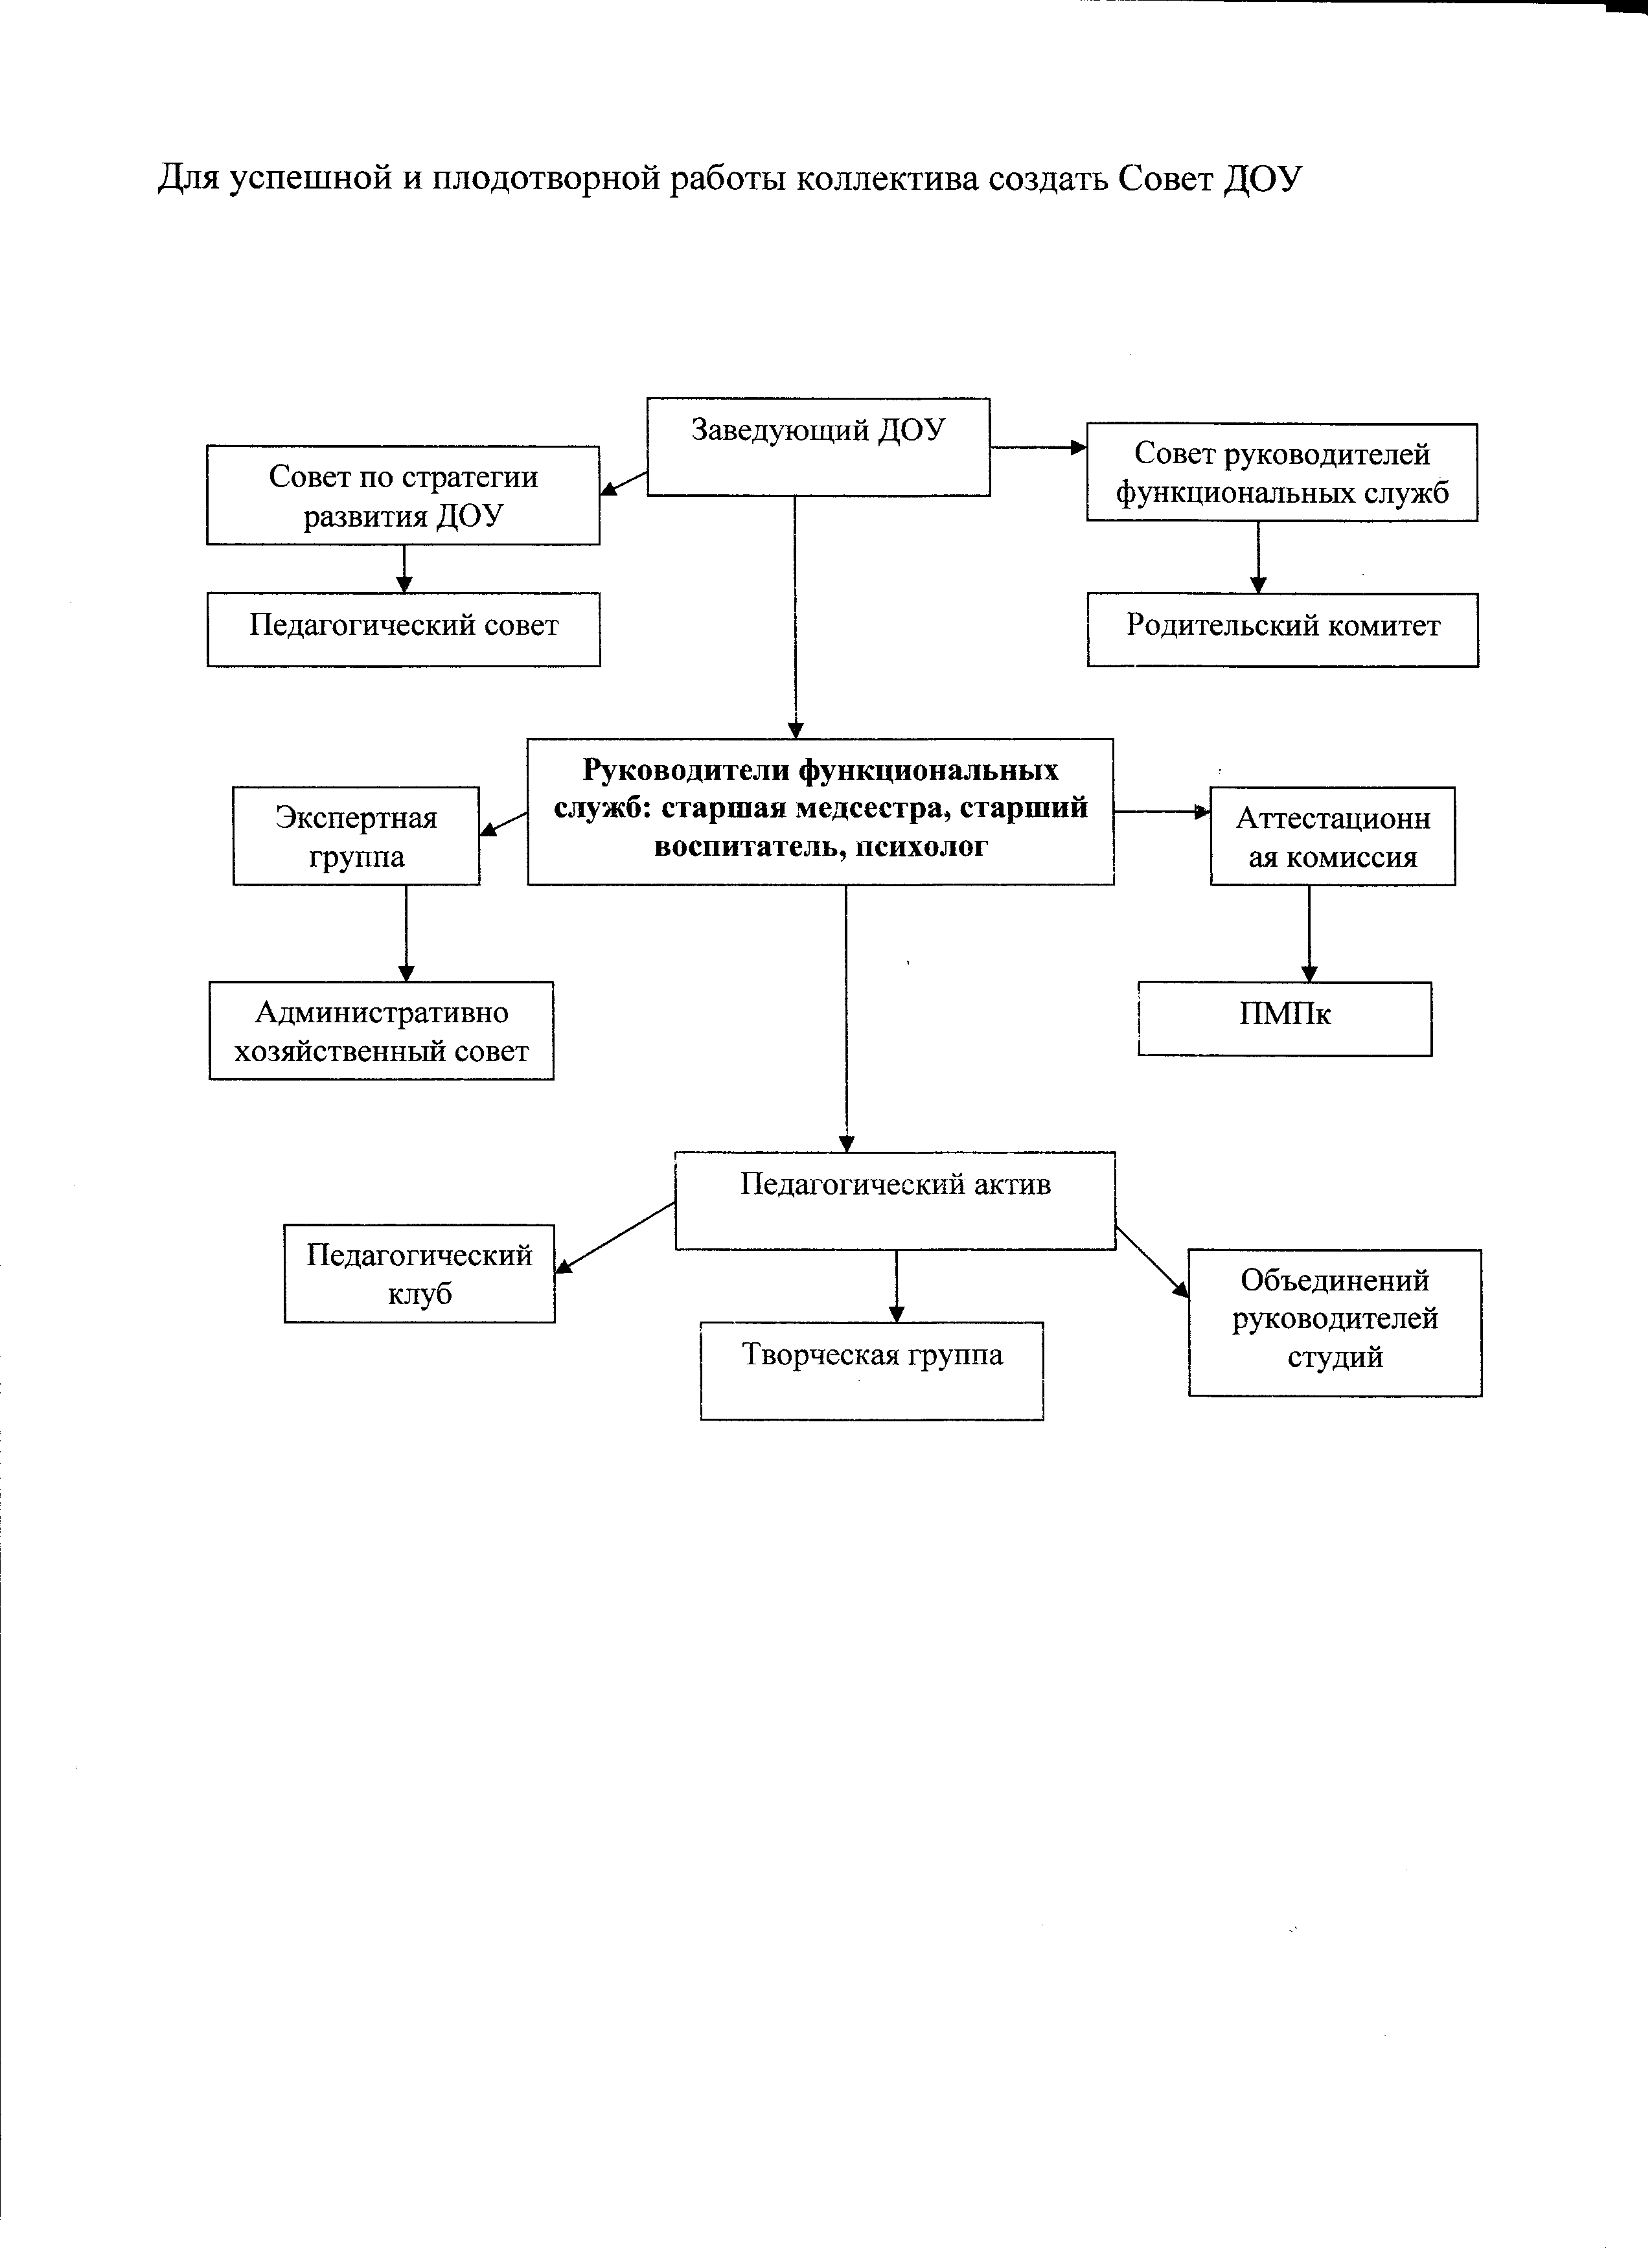 Для успешной и плодотворной работы коллектива создать Совет ДОУ
Заведующий ДОУ
Совет по стратегии
развития ДОУ
Совет руководителей
функциональных служб
Педагогический совет
Родительский комитет
Руководители функциональных
служб: старшая медсестра, старший
воспитатель, психолог
Экспертная
группа
Аттестационн
ая комиссия
Административно
хозяйственный совет
ПМПк
Педагогический актив
Педагогический
клуб
Творческая группа
Объединений
руководителей
студий